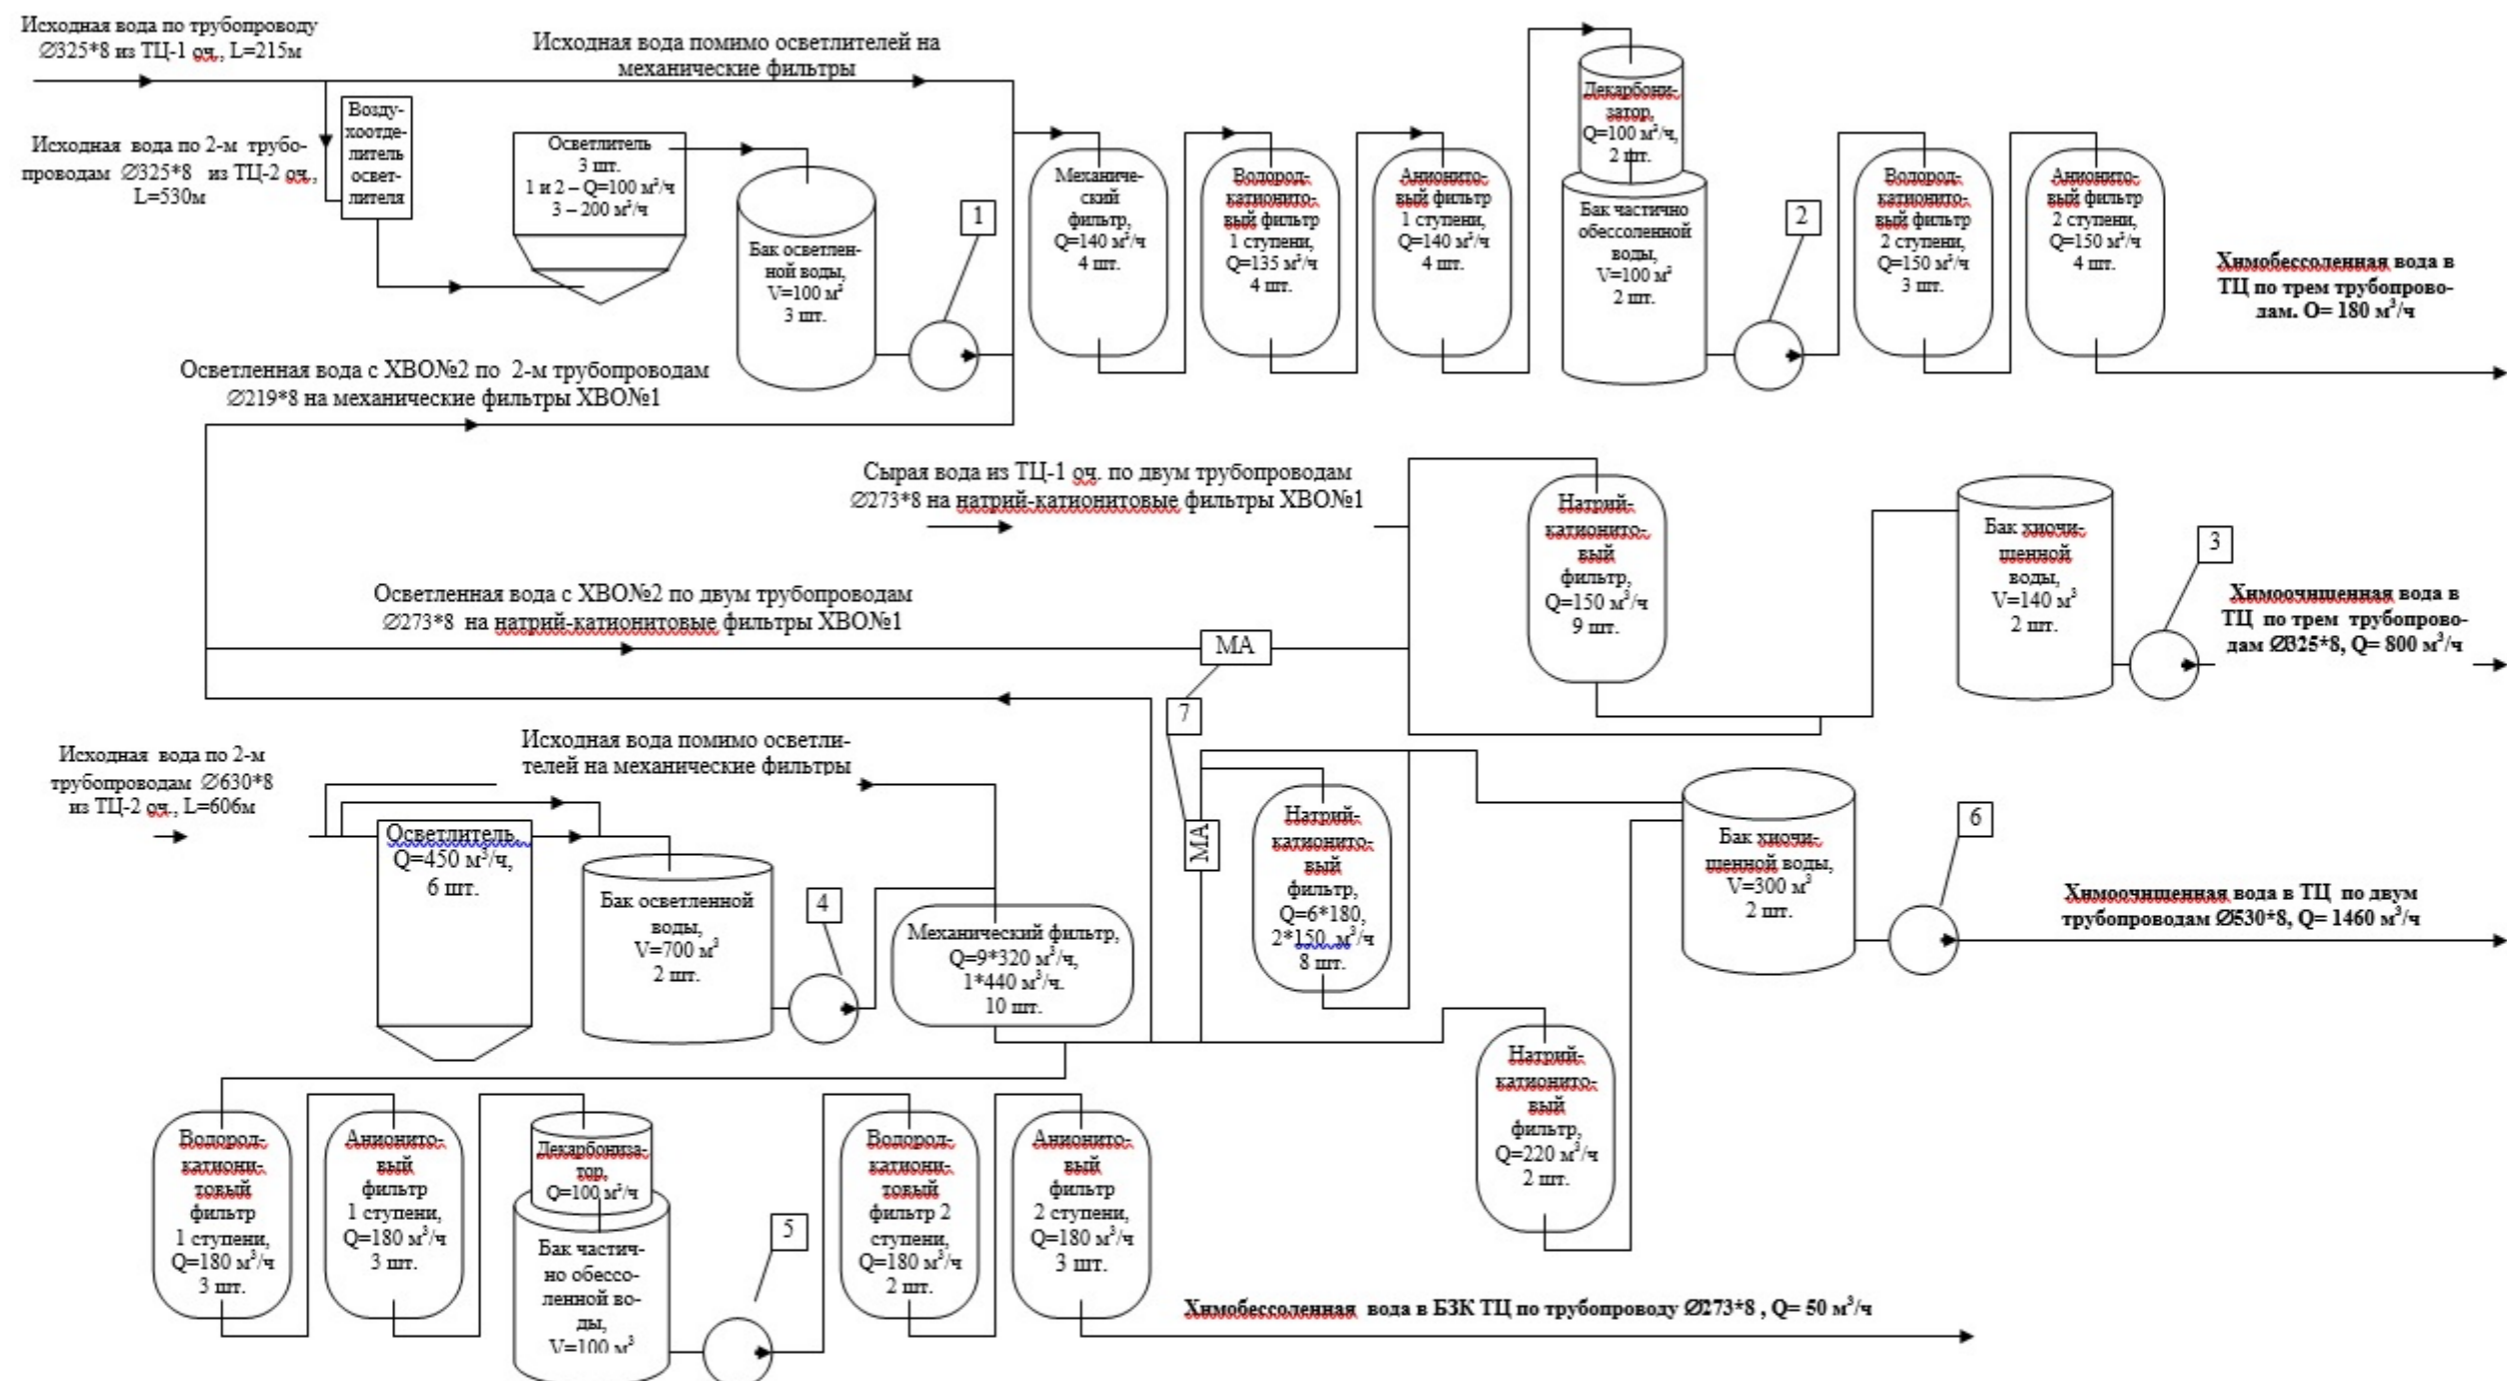 Исходная вода по трубопроводу
∅325*8 из ТЦ-1 оч., L=215м
Исходная вода помимо осветлителей на
механические фильтры
Исходная вода по 2-м трубо-
проводам ∅325*8 из ТЦ-2 оч.,
L=530м
Возду-
хоотде-
литель
освет-
лителя
Осветлитель
3 шт.
1 и 2 – Q=100 м³/ч
3 – 200 м³/ч
Бак осветлен-
ной воды,
V=100 м³
3 шт.
1
Механиче-
ский
фильтр,
Q=140 м³/ч
4 шт.
Водород-
катионито-
вый фильтр
1 ступени,
Q=135 м³/ч
4 шт.
Анионито-
вый фильтр
1 ступени,
Q=140 м³/ч
4 шт.
Декарбони-
затор,
Q=100 м³/ч,
2 шт.
Бак частично
обессоленной
воды,
V=100 м³
2 шт.
2
Водород-
катионито-
вый фильтр
2 ступени,
Q=150 м³/ч
3 шт.
Анионито-
вый фильтр
2 ступени,
Q=150 м³/ч
4 шт.
Химобессоленная вода в
ТЦ по трем трубопрово-
дам. Q= 180 м³/ч
Осветленная вода с ХВО№2 по 2-м трубопроводам
∅219*8 на механические фильтры ХВО№1
Сырая вода из ТЦ-1 оч. по двум трубопроводам
∅273*8 на натрий-катионитовые фильтры ХВО№1
Осветленная вода с ХВО№2 по двум трубопроводам
∅273*8 на натрий-катионитовые фильтры ХВО№1
МА
7
МА
Натрий-
катионито-
вый
фильтр,
Q=150 м³/ч
9 шт.
Бак хиочи-
щенной
воды,
V=140 м³
2 шт.
3
Химочищенная вода в
ТЦ по трем трубопрово-
дам ∅325*8, Q= 800 м³/ч
Исходная вода по 2-м
трубопроводам ∅630*8
из ТЦ-2 оч., L=606м
Исходная вода помимо осветли-
телей на механические фильтры
Осветлитель,
Q=450 м³/ч,
6 шт.
Бак осветленной
воды,
V=700 м³
2 шт.
4
Механический фильтр,
Q=9*320 м³/ч,
1*440 м³/ч.
10 шт.
Натрий-
катионито-
вый
фильтр,
Q=6*180,
2*150 м³/ч
8 шт.
Бак хиочи-
щенной воды,
V=300 м³
2 шт.
6
Химочищенная вода в ТЦ по двум
трубопроводам ∅530*8, Q= 1460 м³/ч
Натрий-
катионито-
вый
фильтр,
Q=220 м³/ч
2 шт.
Водород-
катиони-
товый
фильтр
1 ступени,
Q=180 м³/ч
3 шт.
Анионито-
вый
фильтр
1 ступени,
Q=180 м³/ч
3 шт.
Декарбониза-
тор,
Q=100 м³/ч
Бак частич-
но обессо-
ленной во-
ды,
V=100 м³
5
Водород-
катиони-
товый
фильтр 2
ступени,
Q=180 м³/ч
2 шт.
Анионито-
вый
фильтр
2 ступени,
Q=180 м³/ч
3 шт.
Химобессоленная вода в БЗК ТЦ по трубопроводу ∅273*8 , Q= 50 м³/ч